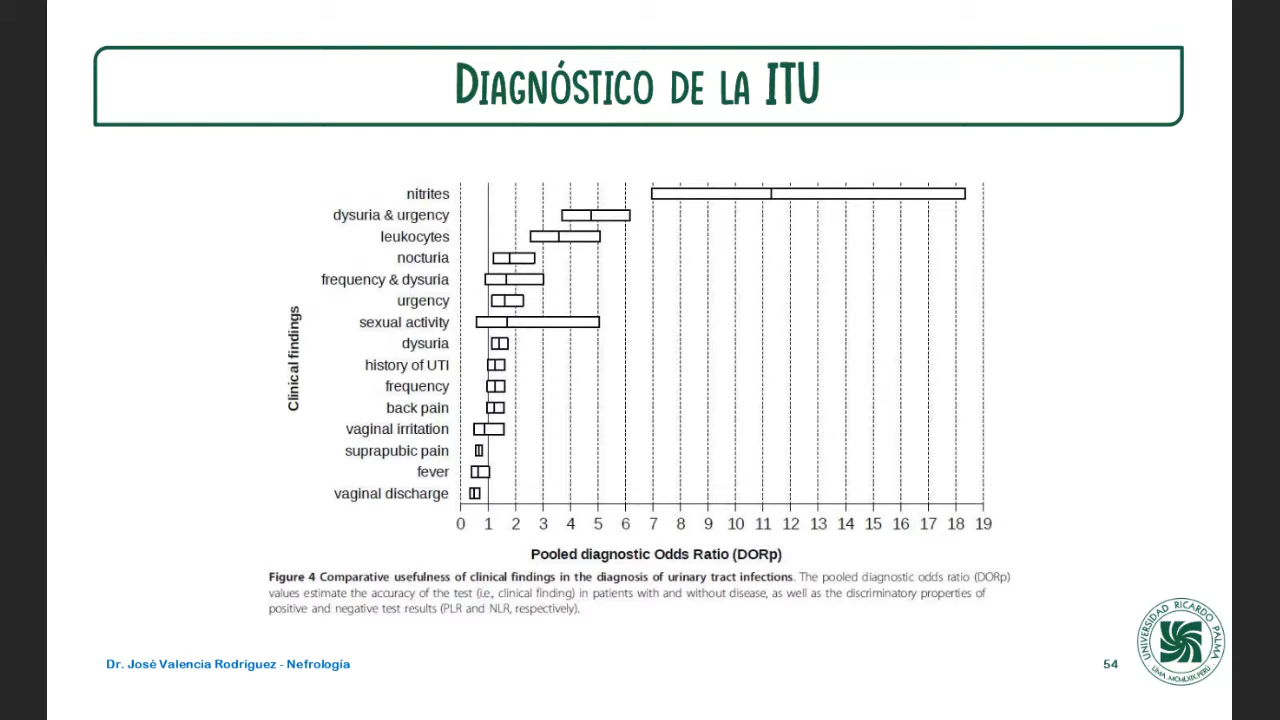 DIAGNÓSTICO DE LA ITU
Clinical findings
nitrites
dysuria & urgency
leukocytes
nocturia
frequency & dysuria
urgency
sexual activity
dysuria
history of UTI
frequency
back pain
vaginal irritation
suprapubic pain
fever
vaginal discharge
0 1 2 3 4 5 6 7 8 9 10 11 12 13 14 15 16 17 18 19
Pooled diagnostic Odds Ratio (DORp)
Figure 4 Comparative usefulness of clinical findings in the diagnosis of urinary tract infections. The pooled diagnostic odds ratio (DORp)
values estimate the accuracy of the test (i.e., clinical finding) in patients with and without disease, as well as the discriminatory properties of
positive and negative test results (PLR and NLR, respectively).
Dr. José Valencia Rodríguez - Nefrología
54
UNIVERSIDAD RICARDO PALMA
LIMA. MCMLXIX. PERÚ